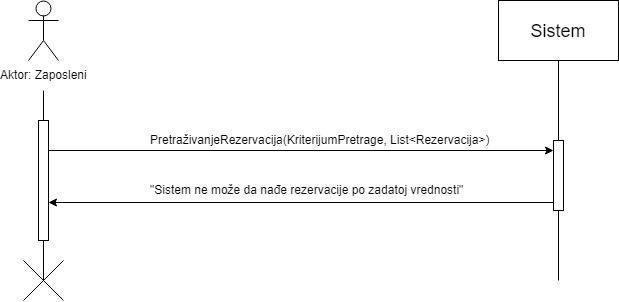 Sistem
Aktor: Zaposleni
PretraživanjeRezervacija(KriterijumPretrage, List<Rezervacija>)
"Sistem ne može da nađe rezervacije po zadatoj vrednosti"